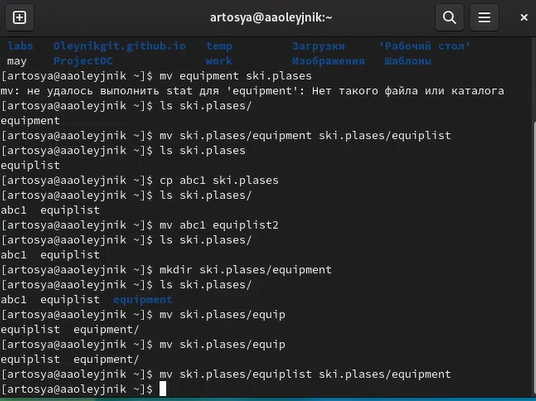 artosya@aaoleyjnik:~
labs Oleynikgit.github.io temp Загрузки 'Рабочий стол'
may ProjectOC work Изображения Шаблоны
[artosya@aaoleyjnik ~]$ mv equipment ski.plases
mv: не удалось выполнить stat для 'equipment': Нет такого файла или каталога
[artosya@aaoleyjnik ~]$ ls ski.plases/
equipment
[artosya@aaoleyjnik ~]$ mv ski.plases/equipment ski.plases/equiplist
[artosya@aaoleyjnik ~]$ ls ski.plases
equiplist
[artosya@aaoleyjnik ~]$ cp abc1 ski.plases
[artosya@aaoleyjnik ~]$ ls ski.plases/
abc1 equiplist
[artosya@aaoleyjnik ~]$ mv abc1 equiplist2
[artosya@aaoleyjnik ~]$ ls ski.plases/
abc1 equiplist
[artosya@aaoleyjnik ~]$ mkdir ski.plases/equipment
[artosya@aaoleyjnik ~]$ ls ski.plases/
abc1 equiplist equipment
[artosya@aaoleyjnik ~]$ mv ski.plases/equip
equiplist equipment/
[artosya@aaoleyjnik ~]$ mv ski.plases/equip
equiplist equipment/
[artosya@aaoleyjnik ~]$ mv ski.plases/equiplist ski.plases/equipment
[artosya@aaoleyjnik ~]$